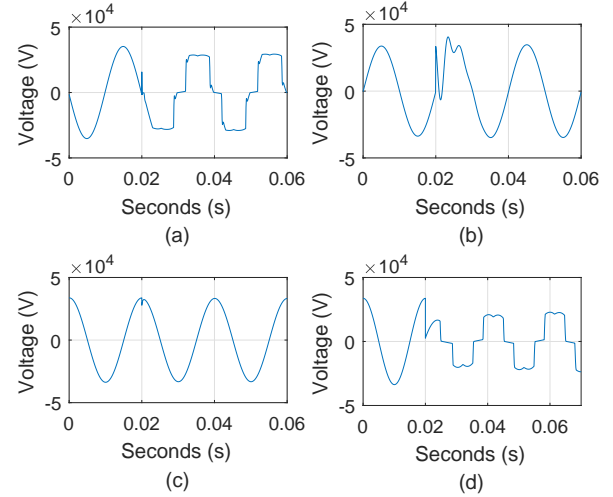 × 10⁴ × 10⁴
5 5
Voltage (V) 0 Voltage (V) 0
-5 -5
0 0.02 0.04 0.06 0 0.02 0.04 0.06
Seconds (s) Seconds (s)
(a) (b)
× 10⁴ × 10⁴
5 5
Voltage (V) 0 Voltage (V) 0
-5 -5
0 0.02 0.04 0.06 0 0.02 0.04 0.06
Seconds (s) Seconds (s)
(c) (d)